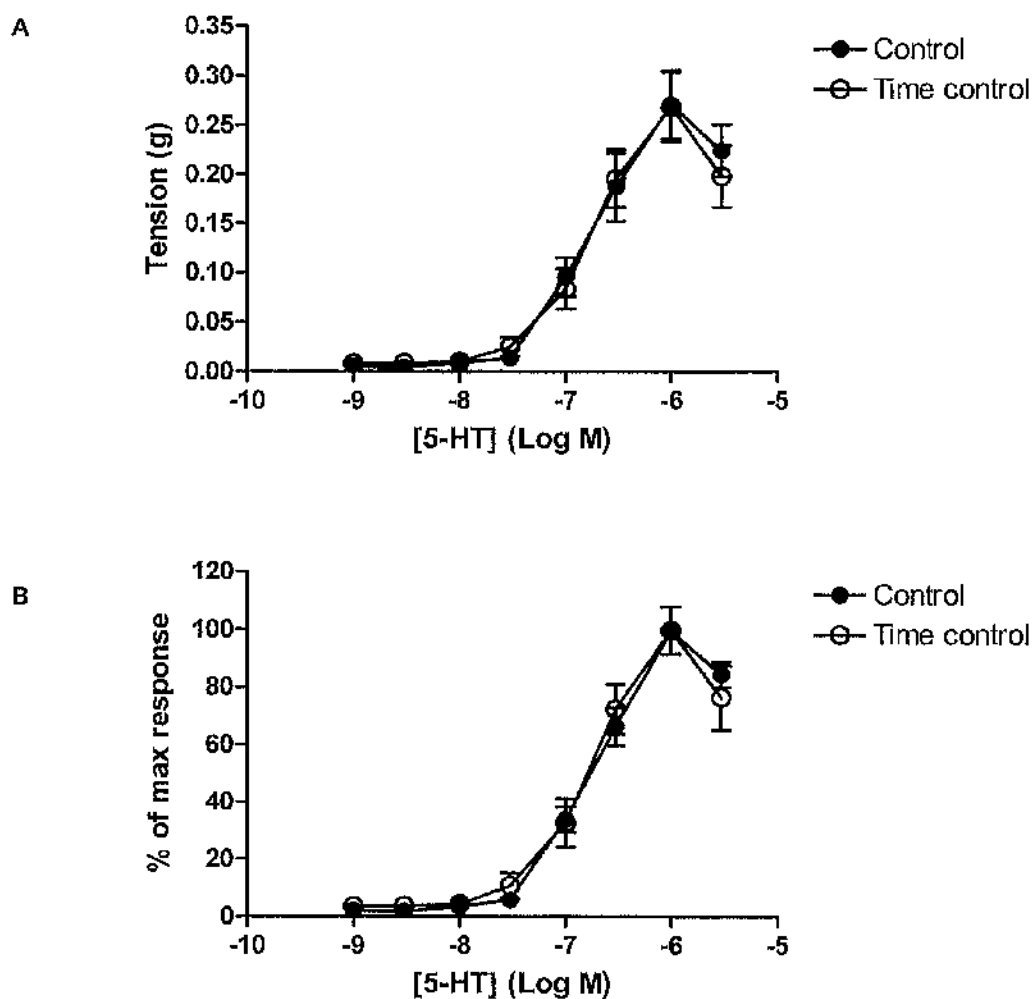 A
Control
Time control
0.35
0.30
0.25
0.20
0.15
0.10
0.05
0.00
Tension (g)
-10 -9 -8 -7 -6 -5
[5-HT] (Log M)
B
Control
Time control
120
100
80
60
40
20
0
% of max response
-10 -9 -8 -7 -6 -5
[5-HT] (Log M)